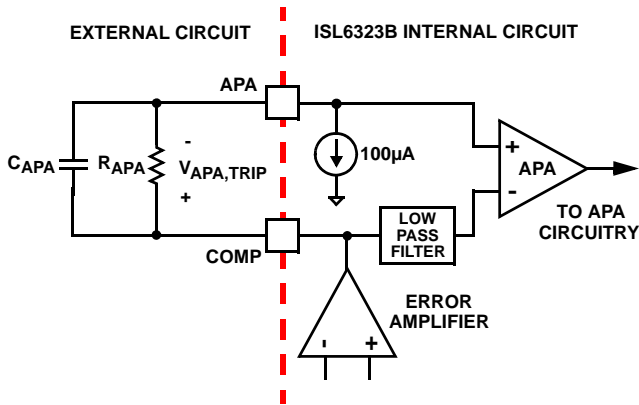 EXTERNAL CIRCUIT
ISL6323B INTERNAL CIRCUIT
APA
100µA
CAPA
RAPA
-
VAPA,TRIP
+
+
-
APA
TO APA
CIRCUITRY
LOW
PASS
FILTER
COMP
ERROR
AMPLIFIER
- +